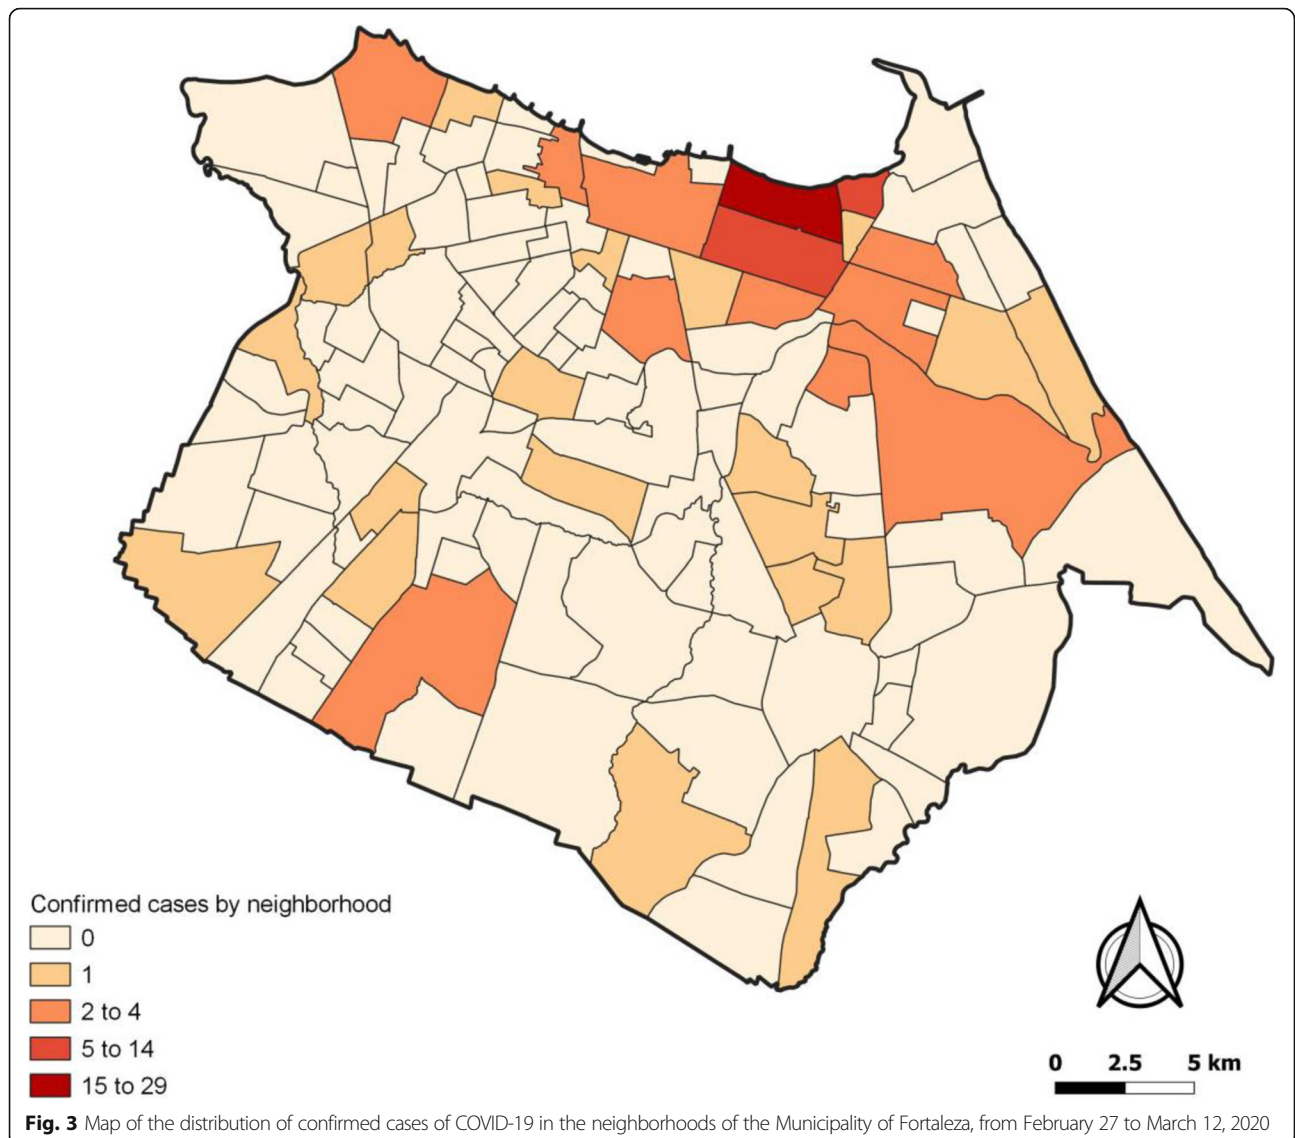 Confirmed cases by neighborhood
0
1
2 to 4
5 to 14
15 to 29
0 2.5 5 km
Fig. 3 Map of the distribution of confirmed cases of COVID-19 in the neighborhoods of the Municipality of Fortaleza, from February 27 to March 12, 2020